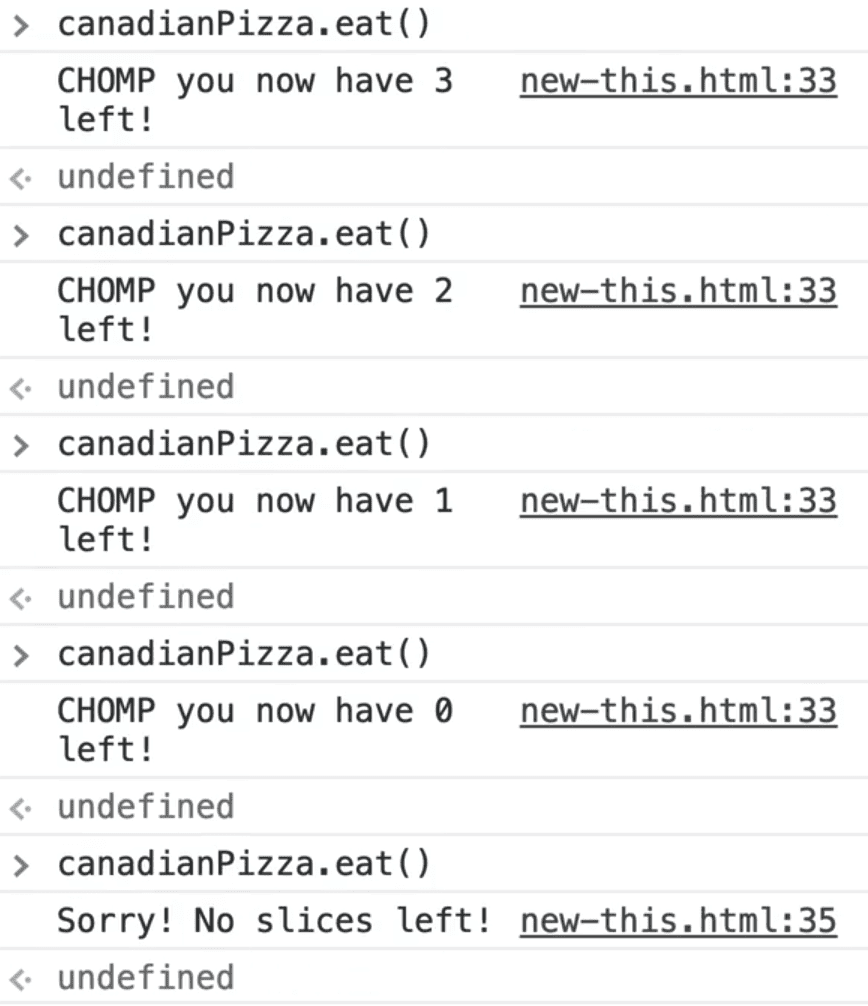 > canadianPizza.eat()
CHOMP you now have 3 new-this.html:33
left!
undefined
> canadianPizza.eat()
CHOMP you now have 2 new-this.html:33
left!
undefined
> canadianPizza.eat()
CHOMP you now have 1 new-this.html:33
left!
undefined
> canadianPizza.eat()
CHOMP you now have 0 new-this.html:33
left!
undefined
> canadianPizza.eat()
Sorry! No slices left! new-this.html:35
undefined